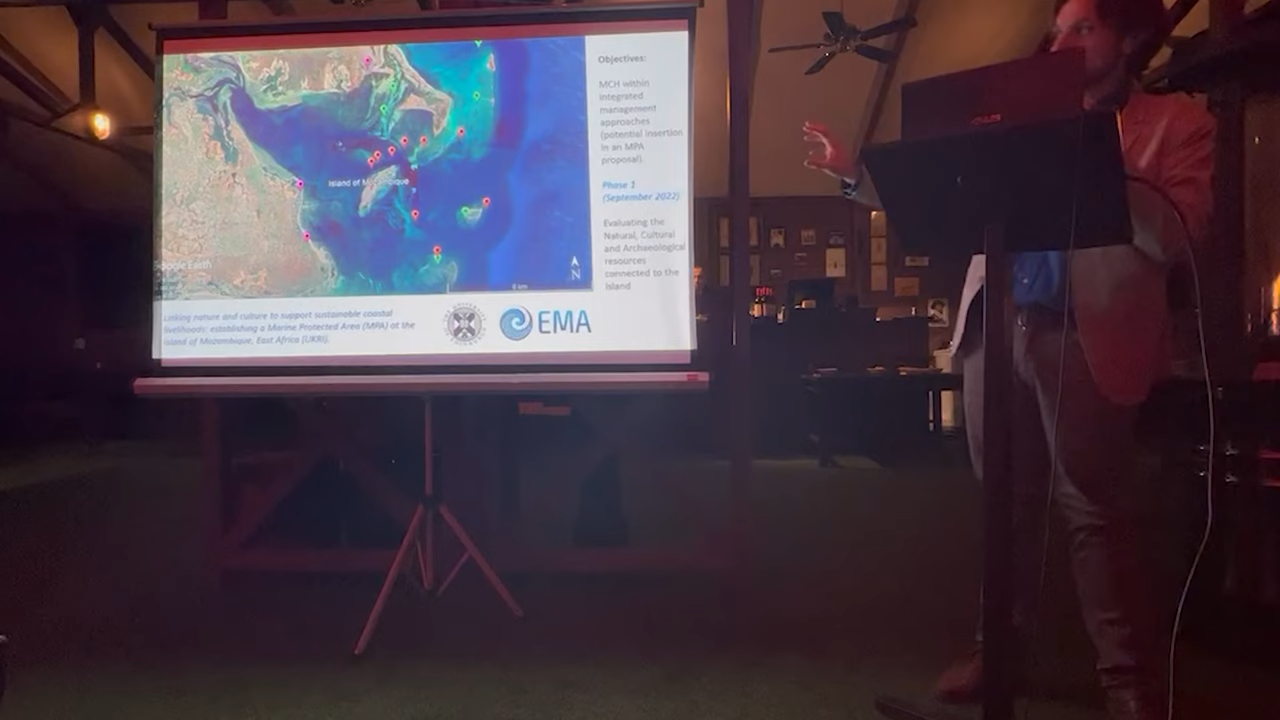 Objectives:
MCH within
integrated
management
approaches
(potential insertion
in an MPA
proposal)
Phase 1
(September 2022)
Evaluating the
Natural, Cultural
and Archaeological
resources
connected to the
Island
Island of Mozambique
Google Earth
N
Linking nature and culture to support sustainable coastal
livelihoods: establishing a Marine Protected Area (MPA) at the
Island of Mozambique, East Africa (UKRI).
EMA
ASUS